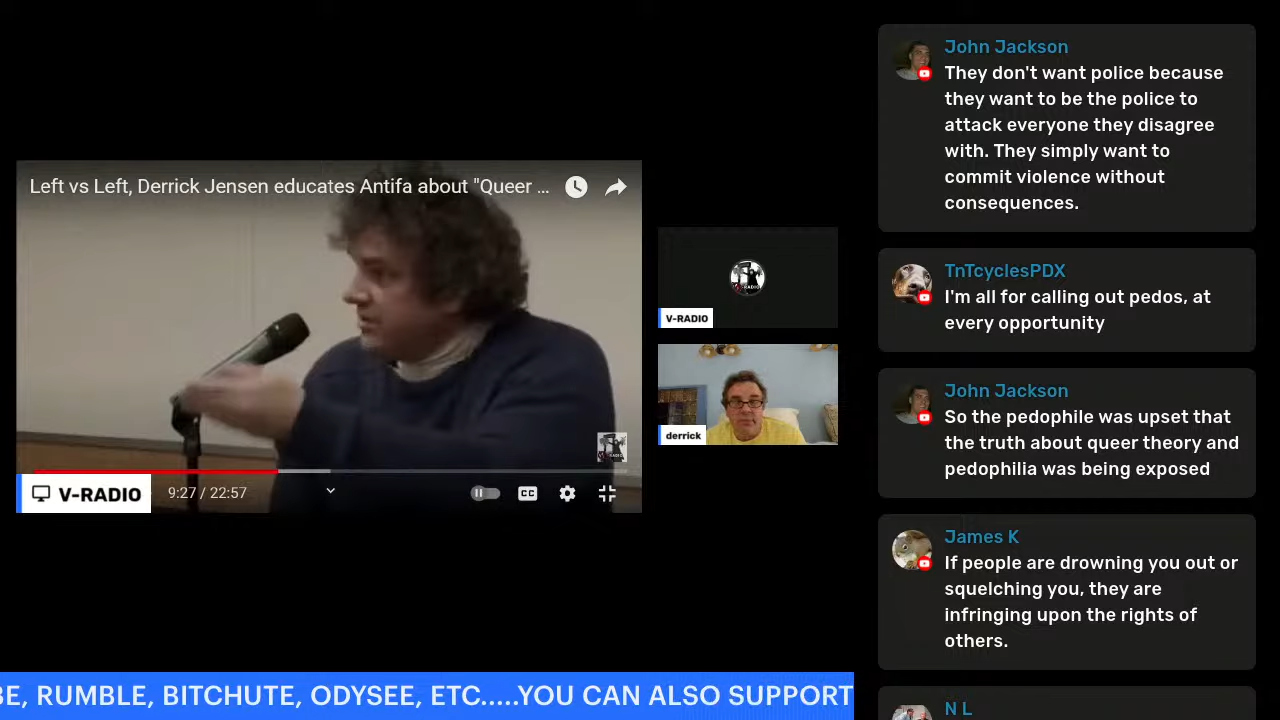 Left vs Left, Derrick Jensen educates Antifa about "Queer ...
V-RADIO
9:27 / 22:57
CC
V-RADIO
derrick
John Jackson
They don't want police because
they want to be the police to
attack everyone they disagree
with. They simply want to
commit violence without
consequences.
TnTcyclesPDX
I'm all for calling out pedos, at
every opportunity
John Jackson
So the pedophile was upset that
the truth about queer theory and
pedophilia was being exposed
James K
If people are drowning you out or
squelching you, they are
infringing upon the rights of
others.
N L
BE, RUMBLE, BITCHUTE, ODYSEE, ETC.....YOU CAN ALSO SUPPORT